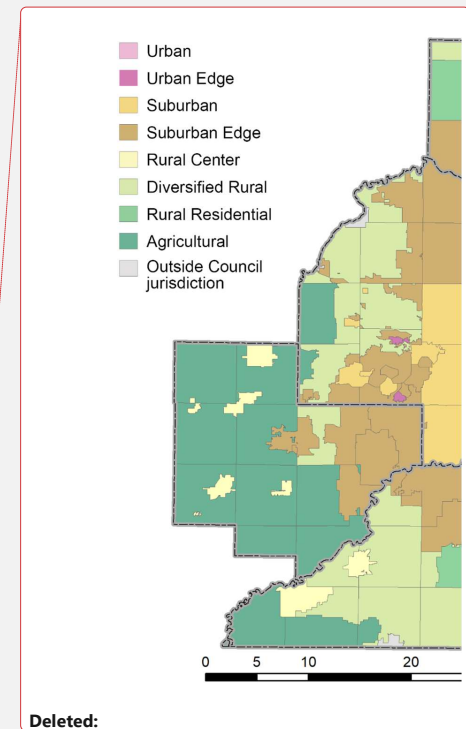 Urban
Urban Edge
Suburban
Suburban Edge
Rural Center
Diversified Rural
Rural Residential
Agricultural
Outside Council
jurisdiction
0 5 10 20
Deleted: